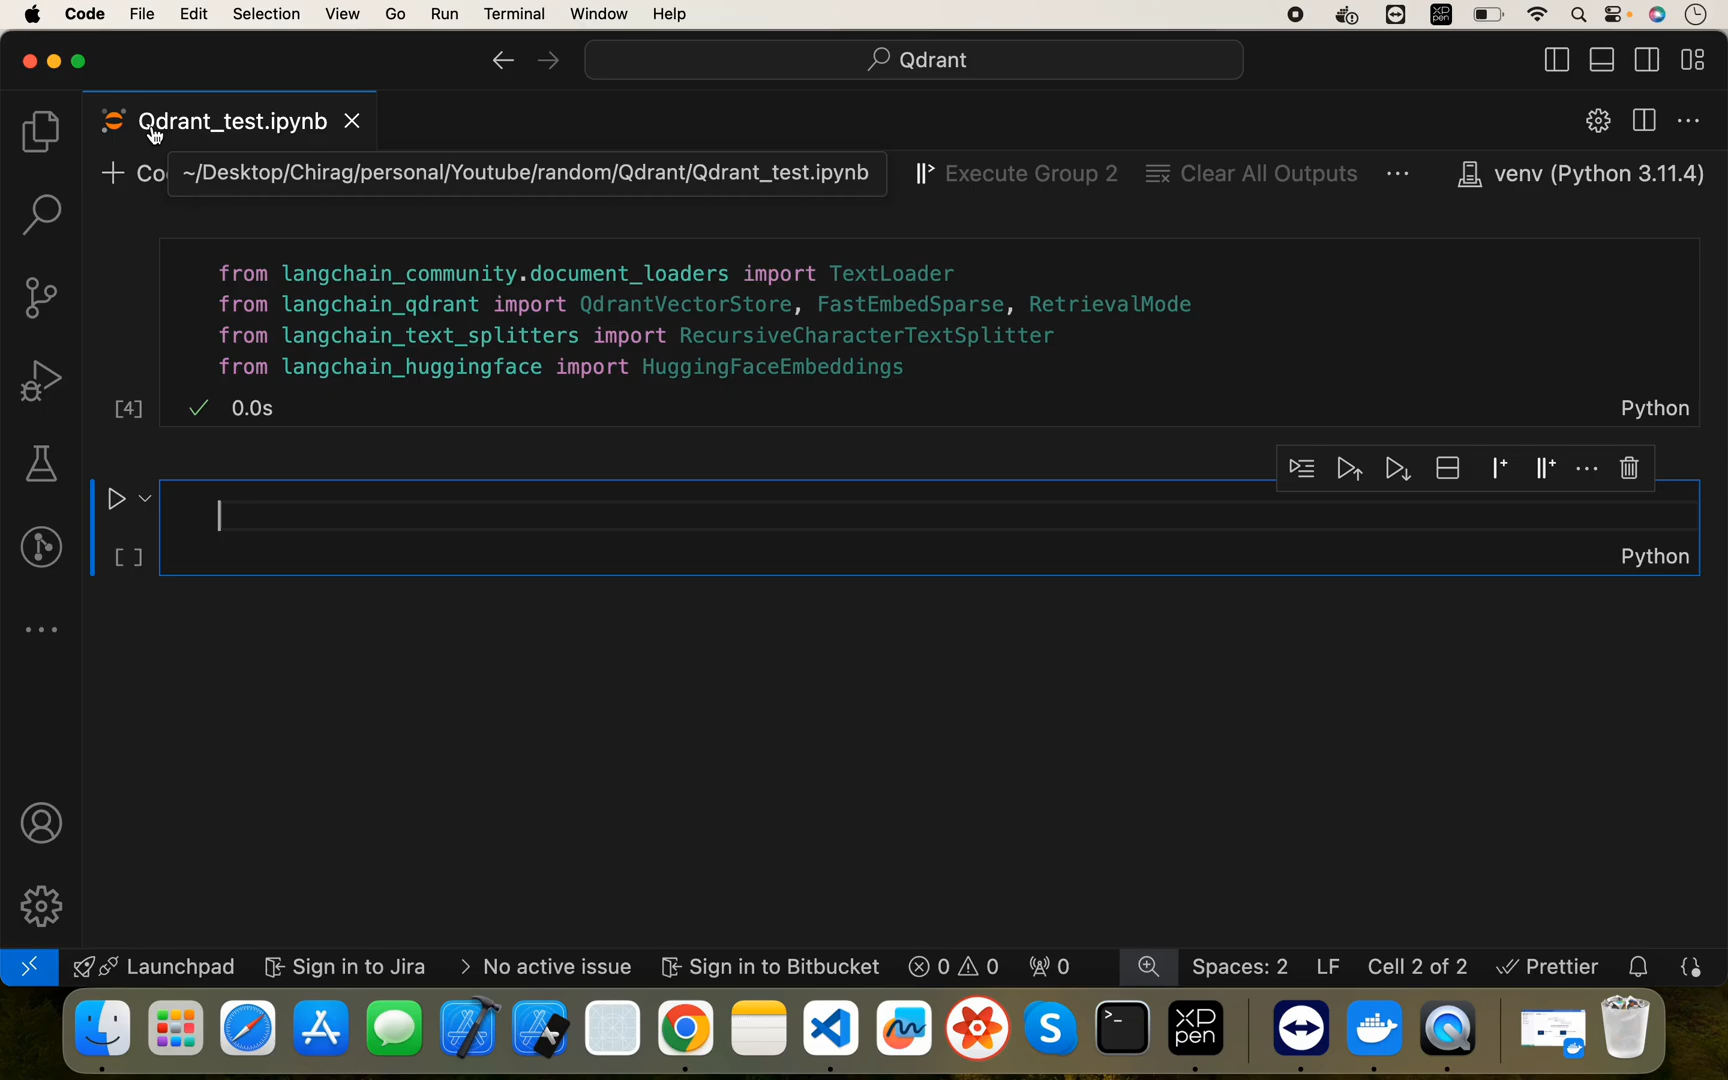 Code File Edit Selection View Go Run Terminal Window Help
XP pen
Qdrant
Qdrant_test.ipynb
~/Desktop/Chirag/personal/Youtube/random/Qdrant/Qdrant_test.ipynb
Execute Group 2 Clear All Outputs ... venv (Python 3.11.4)
from langchain_community.document_loaders import TextLoader
from langchain_qdrant import QdrantVectorStore, FastEmbedSparse, RetrievalMode
from langchain_text_splitters import RecursiveCharacterTextSplitter
from langchain_huggingface import HuggingFaceEmbeddings
[4] 0.0s Python
[ ] Python
Launchpad Sign in to Jira No active issue Sign in to Bitbucket 0 0 0 Spaces: 2 LF Cell 2 of 2 Prettier
XP pen